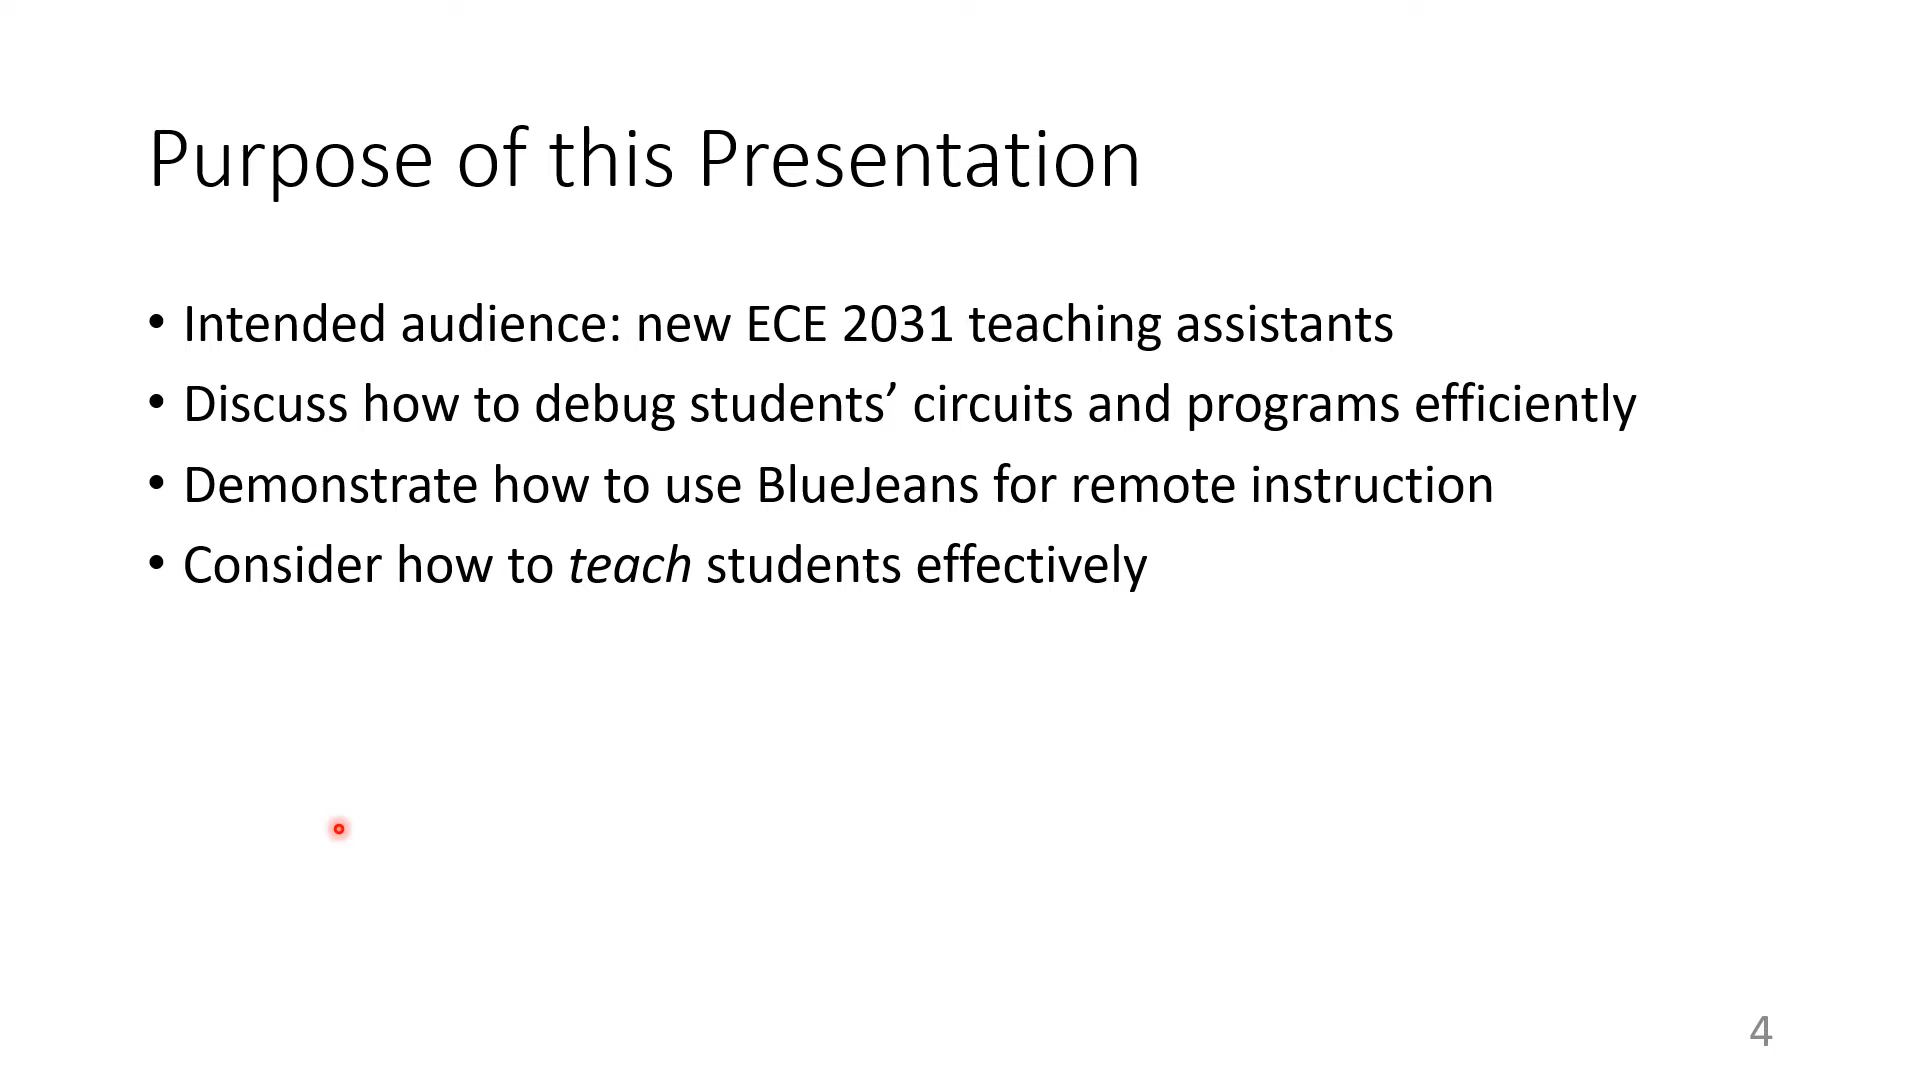 Purpose of this Presentation
• Intended audience: new ECE 2031 teaching assistants
• Discuss how to debug students’ circuits and programs efficiently
• Demonstrate how to use BlueJeans for remote instruction
• Consider how to teach students effectively
4